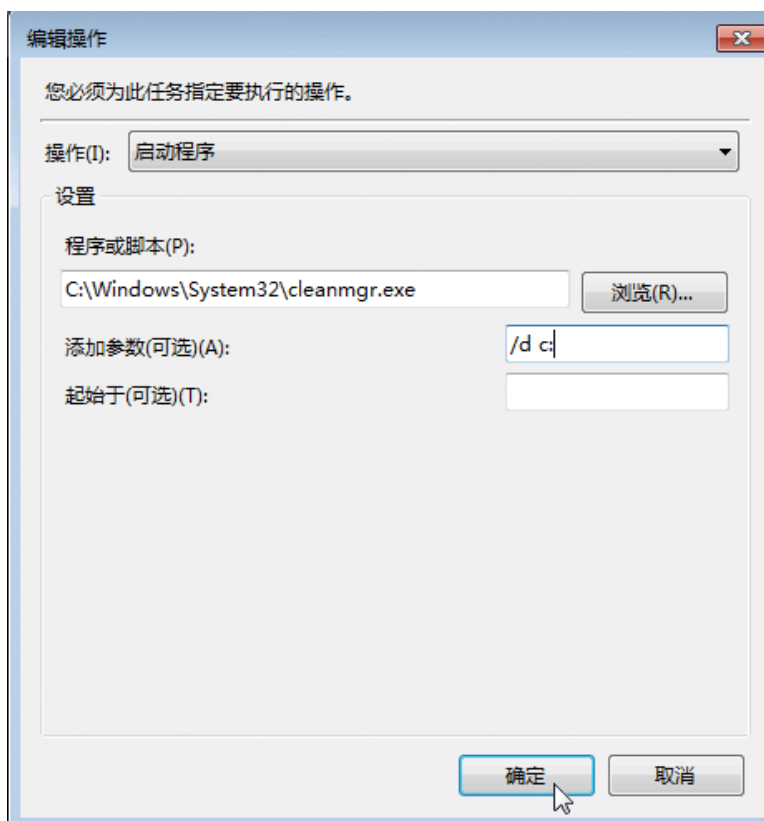 编辑操作
您必须为此任务指定要执行的操作。
操作(I): 启动程序
设置
程序或脚本(P):
C:\Windows\System32\cleanmgr.exe 浏览(R)...
添加参数(可选)(A): /d c:
起始于(可选)(T):
确定 取消